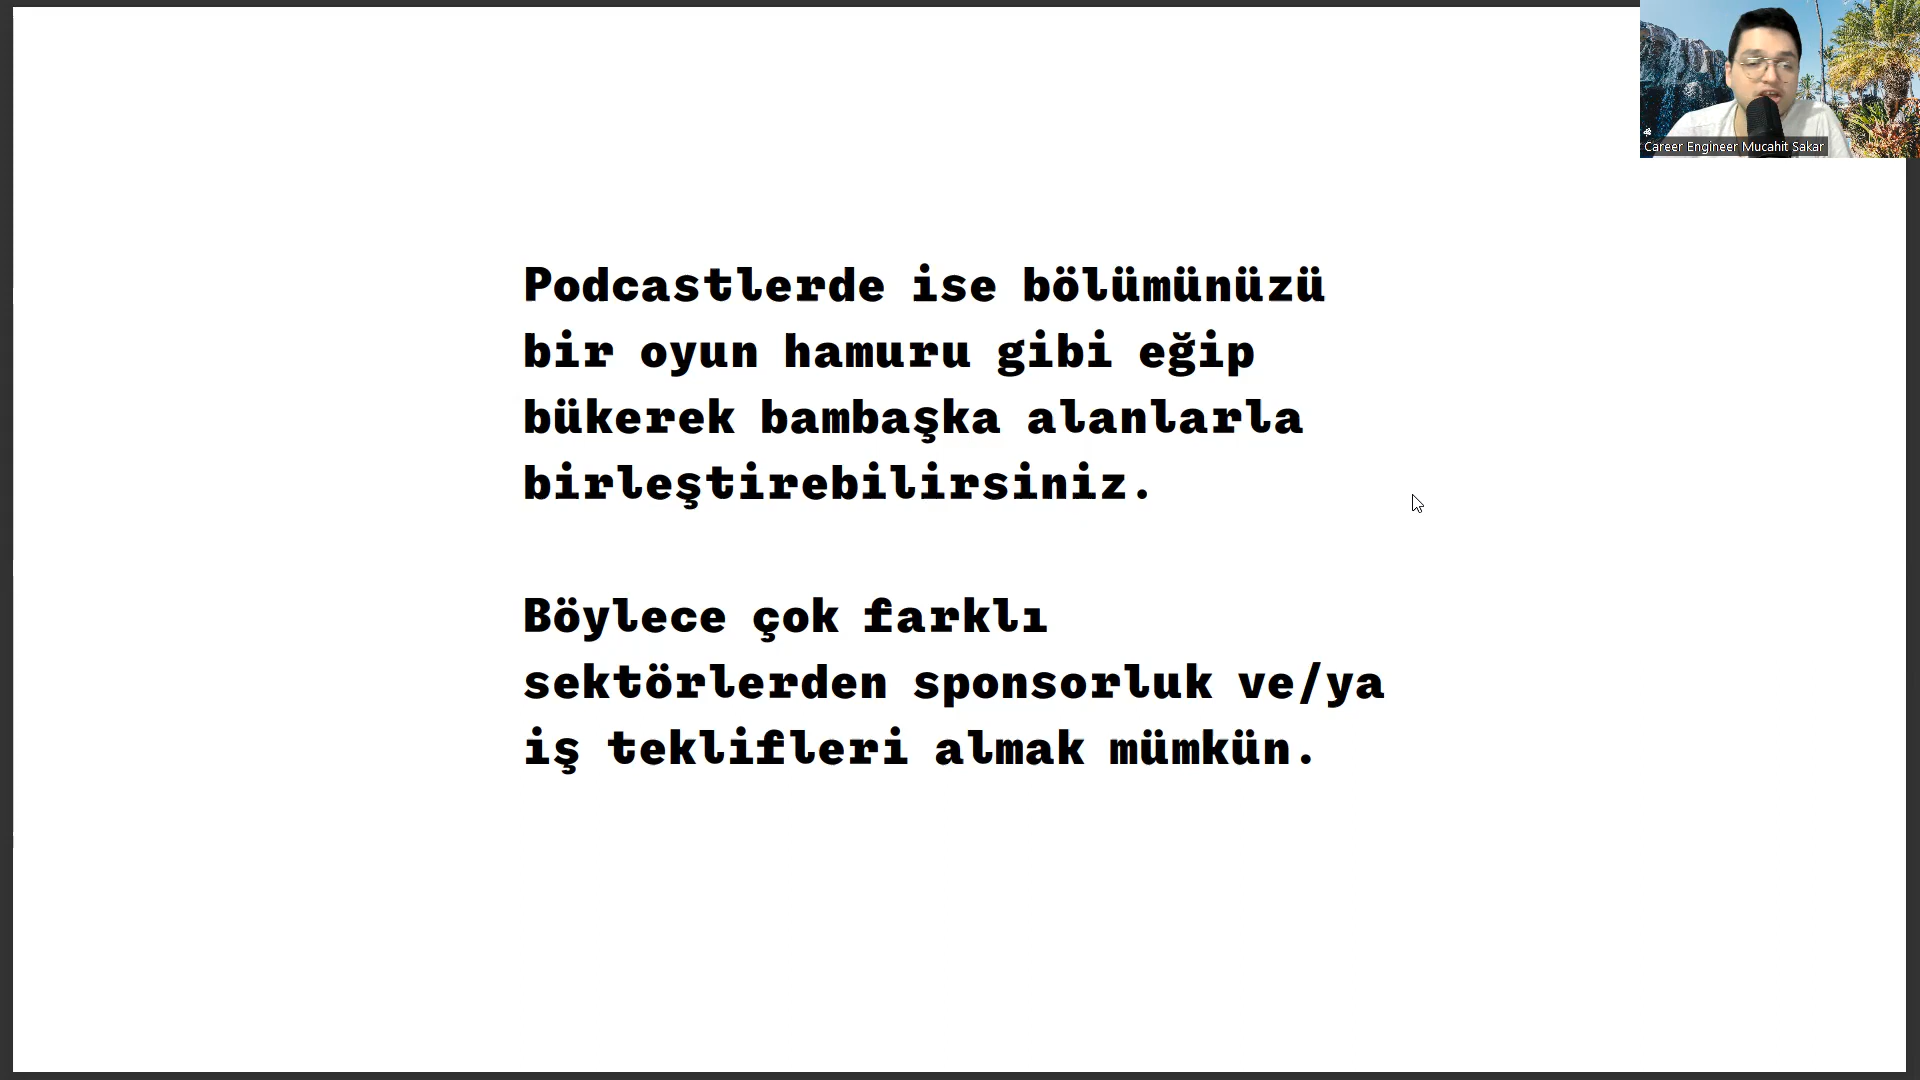 Career Engineer Mucahit Sakar
Podcastlerde ise bölümünüzü
bir oyun hamuru gibi eğip
bükerek bambaşka alanlarla
birleştirebilirsiniz.
Böylece çok farklı
sektörlerden sponsorluk ve/ya
iş teklifleri almak mümkün.